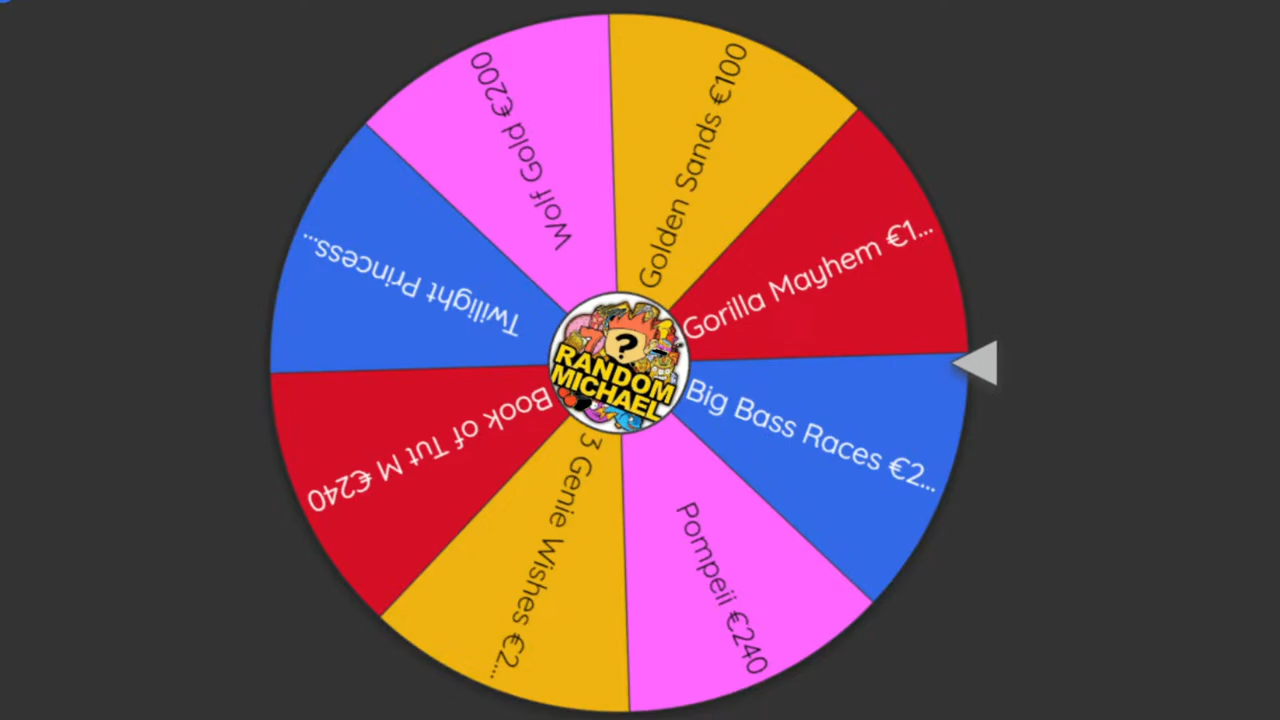 Wolf Gold €200
Golden Sands €100
Gorilla Mayhem €1...
Big Bass Races €2...
Pompeii €240
3 Genie Wishes €2...
Book of Tut M €240
Twilight Princess...
?
RANDOM
MICHAEL